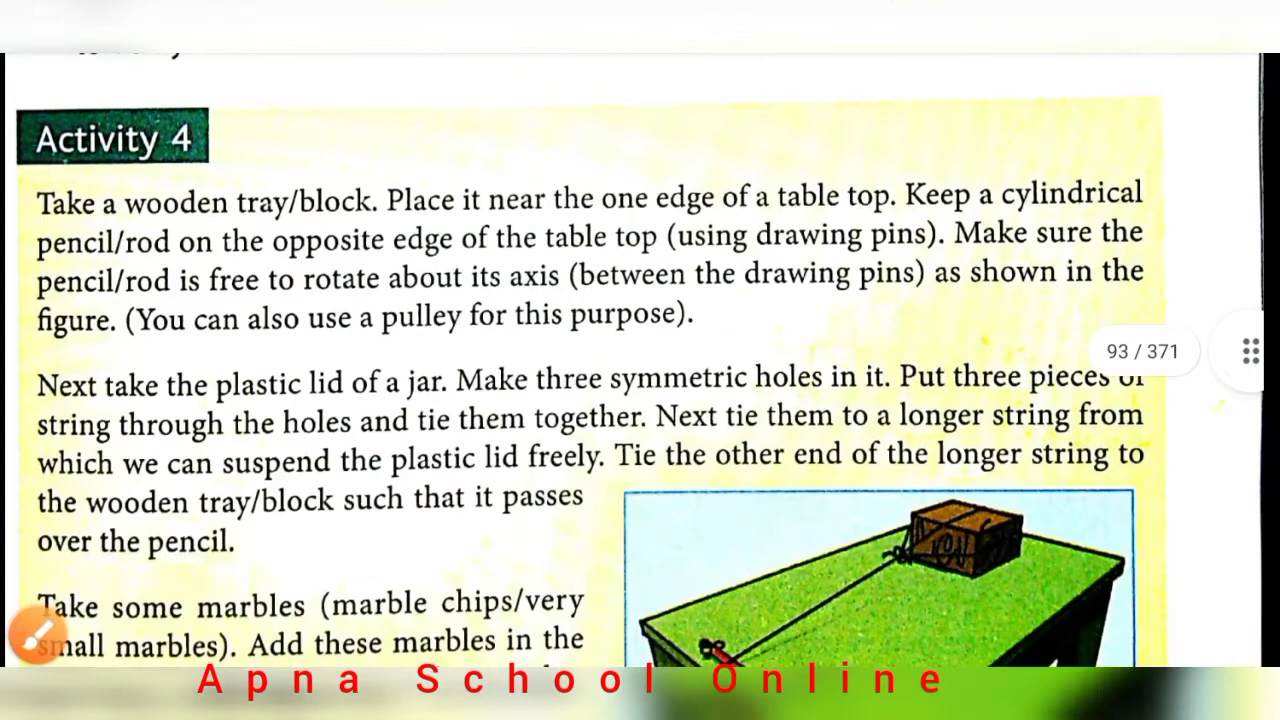 Activity 4
Take a wooden tray/block. Place it near the one edge of a table top. Keep a cylindrical
pencil/rod on the opposite edge of the table top (using drawing pins). Make sure the
pencil/rod is free to rotate about its axis (between the drawing pins) as shown in the
figure. (You can also use a pulley for this purpose).
93 / 371
Next take the plastic lid of a jar. Make three symmetric holes in it. Put three pieces of
string through the holes and tie them together. Next tie them to a longer string from
which we can suspend the plastic lid freely. Tie the other end of the longer string to
the wooden tray/block such that it passes
over the pencil.
Take some marbles (marble chips/very
small marbles). Add these marbles in the
Apna School Online